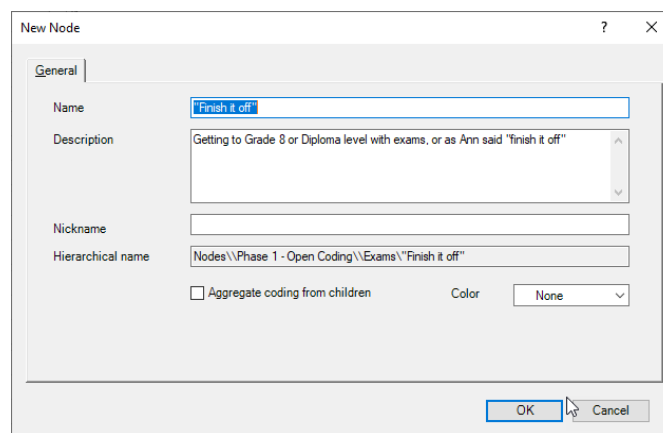 New Node
General
Name "Finish it off"
Description Getting to Grade 8 or Diploma level with exams, or as Ann said "finish it off"
Nickname
Hierarchical name Nodes\\Phase 1 - Open Coding\\Exams\"Finish it off"
Aggregate coding from children Color None
OK Cancel